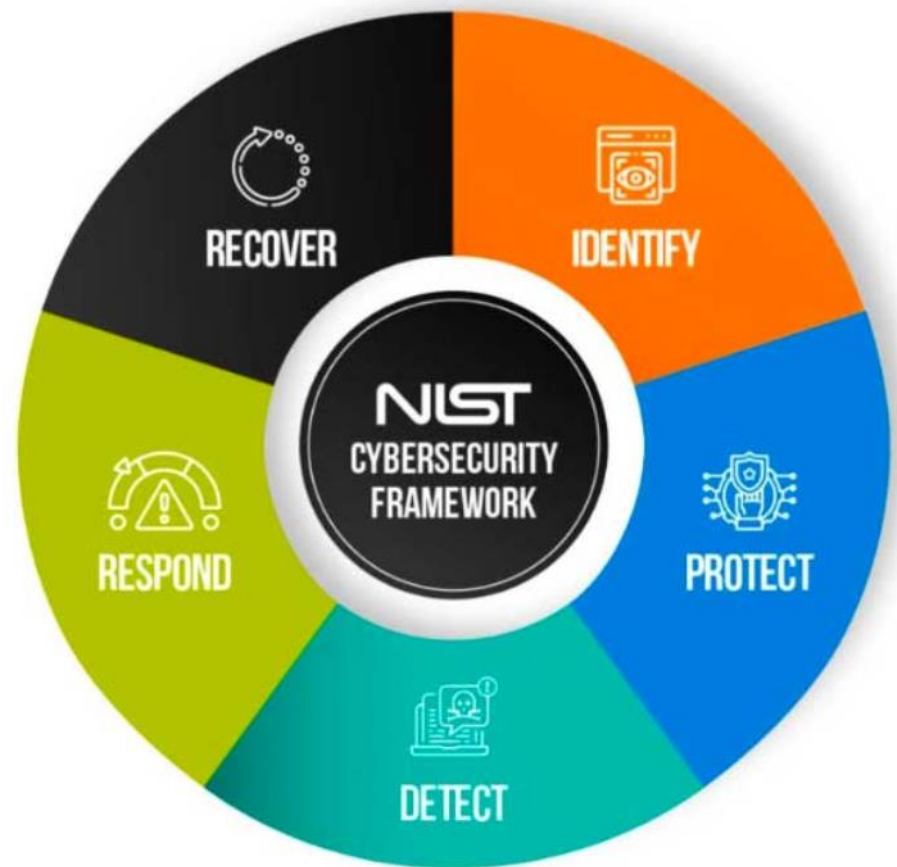 RECOVER
IDENTIFY
NIST
CYBERSECURITY
FRAMEWORK
RESPOND
PROTECT
DETECT